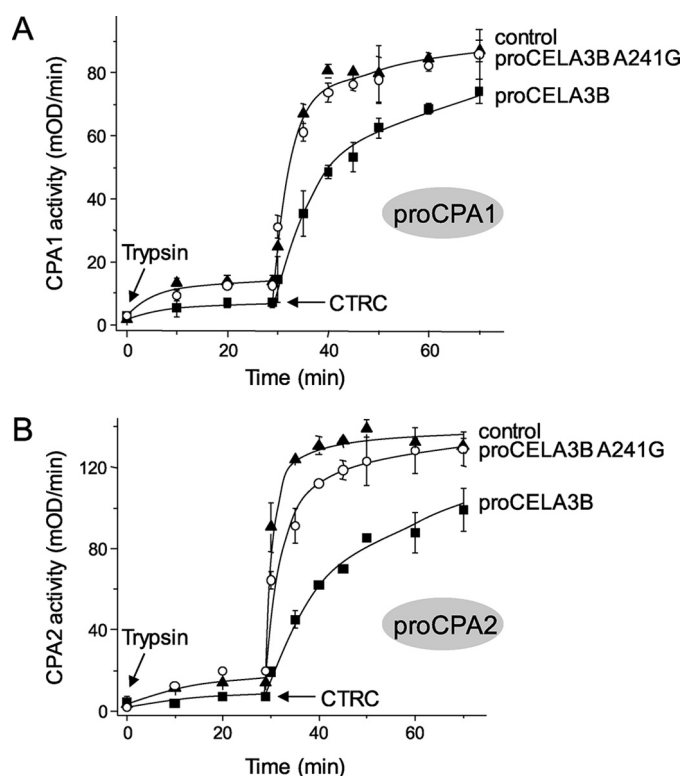 A
control
proCELA3B A241G
proCELA3B
proCPA1
Trypsin
CTRC
CPA1 activity (mOD/min)
80
60
40
20
0
0 20 40 60
Time (min)
B
control
proCELA3B A241G
proCELA3B
proCPA2
Trypsin
CTRC
CPA2 activity (mOD/min)
120
80
40
0
0 20 40 60
Time (min)